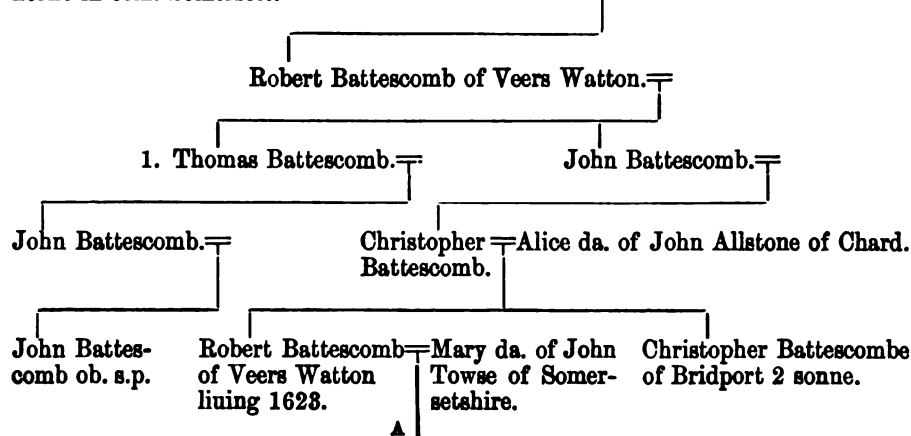 Robert Battescomb of Veers Watton.
1. Thomas Battescomb. John Battescomb.
John Battescomb. Christopher Alice da. of John Allstone of Chard.
Battescomb.
John Battes- Robert Battescomb Mary da. of John Christopher Battescombe
comb ob. s.p. of Veers Watton Towse of Somer- of Bridport 2 sonne.
liuing 1623. setshire.
A